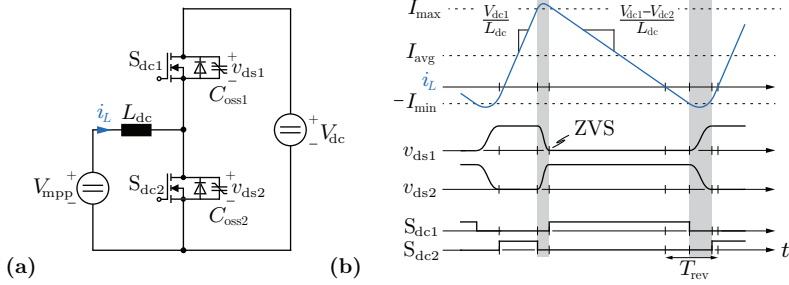 (a)
S_dc1
+
v_ds1
−
C_oss1
i_L
L_dc
+
V_dc
−
V_mpp
+
−
S_dc2
+
v_ds2
−
C_oss2
(b)
I_max
V_dc1
L_dc
V_dc1−V_dc2
L_dc
I_avg
i_L
−I_min
ZVS
v_ds1
v_ds2
S_dc1
S_dc2
t
T_rev